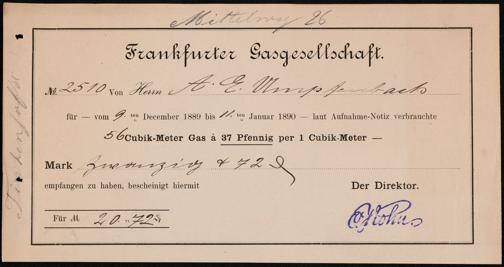 Mittelweg 26
Frankfurter Gasgesellschaft.
№ 2510 Von Herrn A. E. Umpfenbach
für — vom 9. ten December 1889 bis 11. ten Januar 1890 — laut Aufnahme-Notiz verbrauchte
56 Cubik-Meter Gas à 37 Pfennig per 1 Cubik-Meter —
Mark zwanzig & 72 ₰
empfangen zu haben, bescheinigt hiermit
Der Director.
Für M 20.72